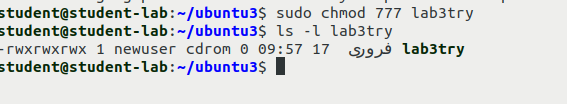 student@student-lab:~/ubuntu3$ sudo chmod 777 lab3try
student@student-lab:~/ubuntu3$ ls -l lab3try
-rwxrwxrwx 1 newuser cdrom 0 09:57 17 فروری lab3try
student@student-lab:~/ubuntu3$